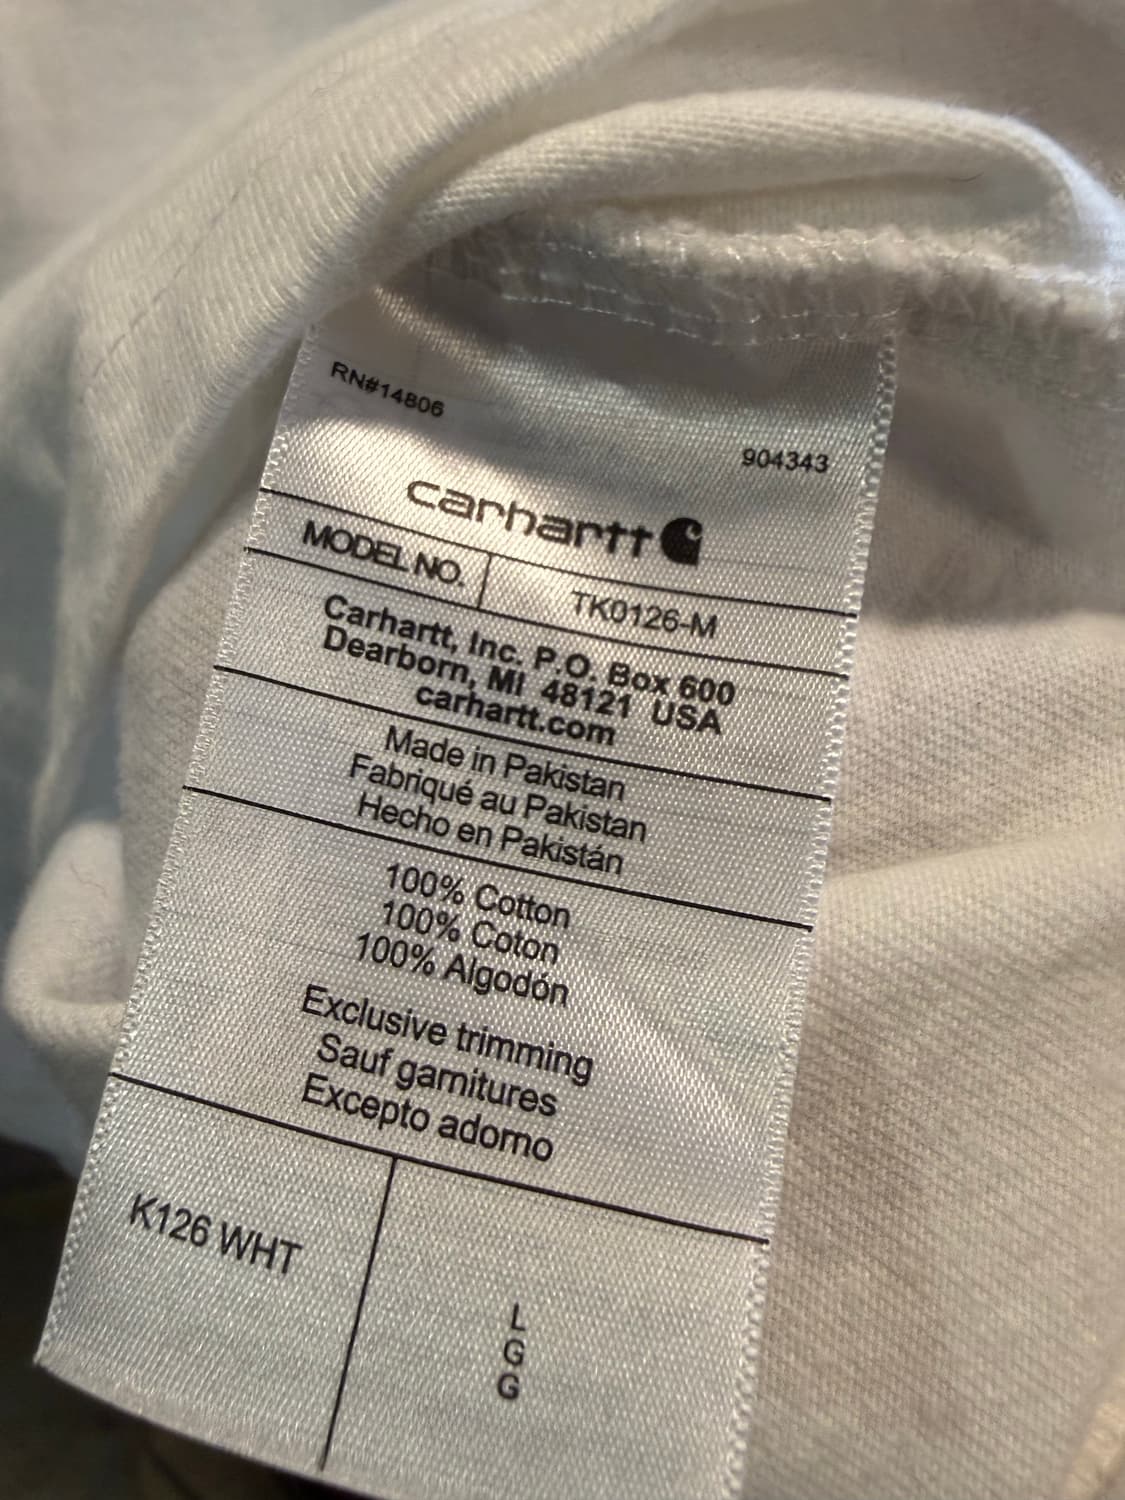 RN#14806
904343
carhartt
MODEL NO. TK0126-M
Carhartt, Inc. P.O. Box 600
Dearborn, MI 48121 USA
carhartt.com
Made in Pakistan
Fabriqué au Pakistan
Hecho en Pakistán
100% Cotton
100% Coton
100% Algodón
Exclusive trimming
Sauf garnitures
Excepto adorno
K126 WHT
L
G
G